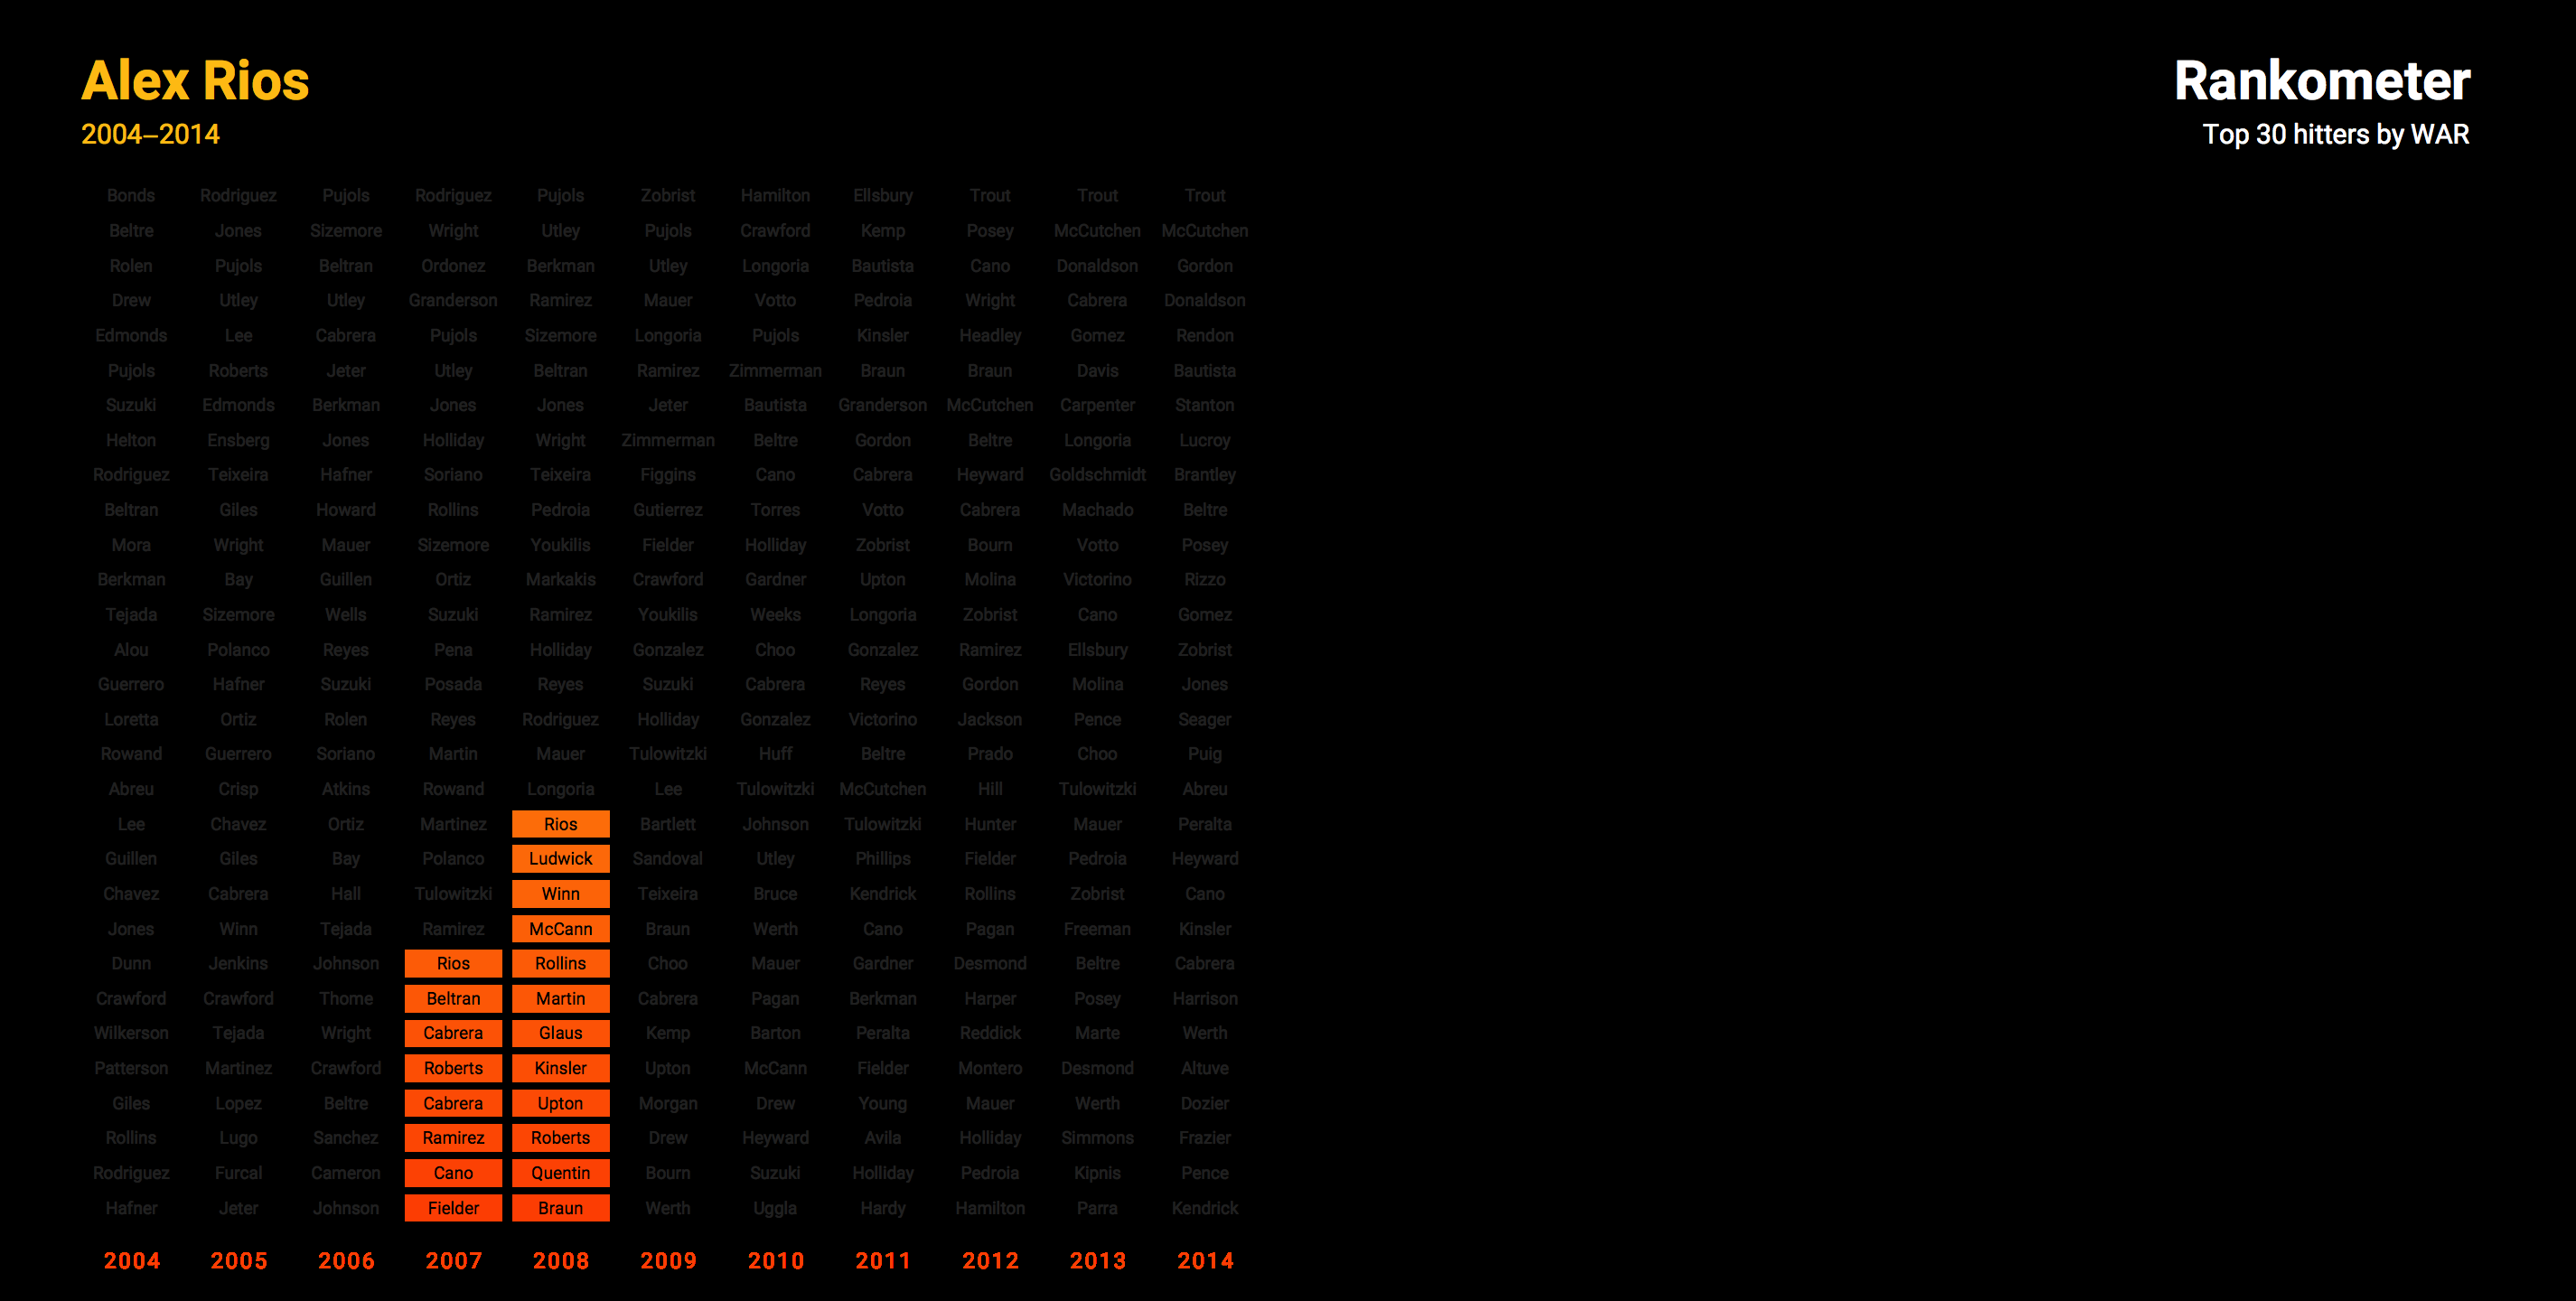 Alex Rios
2004–2014
Rankometer
Top 30 hitters by WAR
Bonds Rodriguez Pujols Rodriguez Pujols Zobrist Hamilton Ellsbury Trout Trout Trout
Beltre Jones Sizemore Wright Utley Pujols Crawford Kemp Posey McCutchen McCutchen
Rolen Pujols Beltran Ordonez Berkman Utley Longoria Bautista Cano Donaldson Gordon
Drew Utley Utley Granderson Ramirez Mauer Votto Pedroia Wright Cabrera Donaldson
Edmonds Lee Cabrera Pujols Sizemore Longoria Pujols Kinsler Headley Gomez Rendon
Pujols Roberts Jeter Utley Beltran Ramirez Zimmerman Braun Braun Davis Bautista
Suzuki Edmonds Berkman Jones Jones Jeter Bautista Granderson McCutchen Carpenter Stanton
Helton Ensberg Jones Holliday Wright Zimmerman Beltre Gordon Beltre Longoria Lucroy
Rodriguez Teixeira Hafner Soriano Teixeira Figgins Cano Cabrera Heyward Goldschmidt Brantley
Beltran Giles Howard Rollins Pedroia Gutierrez Torres Votto Cabrera Machado Beltre
Mora Wright Mauer Sizemore Youkilis Fielder Holliday Zobrist Bourn Votto Posey
Berkman Bay Guillen Ortiz Markakis Crawford Gardner Upton Molina Victorino Rizzo
Tejada Sizemore Wells Suzuki Ramirez Youkilis Weeks Longoria Zobrist Cano Gomez
Alou Polanco Reyes Pena Holliday Gonzalez Choo Gonzalez Ramirez Ellsbury Zobrist
Guerrero Hafner Suzuki Posada Reyes Suzuki Cabrera Reyes Gordon Molina Jones
Loretta Ortiz Rolen Reyes Rodriguez Holliday Gonzalez Victorino Jackson Pence Seager
Rowand Guerrero Soriano Martin Mauer Tulowitzki Huff Beltre Prado Choo Puig
Abreu Crisp Atkins Rowand Longoria Lee Tulowitzki McCutchen Hill Tulowitzki Abreu
Lee Chavez Ortiz Martinez Rios Bartlett Johnson Tulowitzki Hunter Mauer Peralta
Guillen Giles Bay Polanco Ludwick Sandoval Utley Phillips Fielder Pedroia Heyward
Chavez Cabrera Hall Tulowitzki Winn Teixeira Bruce Kendrick Rollins Zobrist Cano
Jones Winn Tejada Ramirez McCann Braun Werth Cano Pagan Freeman Kinsler
Dunn Jenkins Johnson Rios Rollins Choo Mauer Gardner Desmond Beltre Cabrera
Crawford Crawford Thome Beltran Martin Cabrera Pagan Berkman Harper Posey Harrison
Wilkerson Tejada Wright Cabrera Glaus Kemp Barton Peralta Reddick Marte Werth
Patterson Martinez Crawford Roberts Kinsler Upton McCann Fielder Montero Desmond Altuve
Giles Lopez Beltre Cabrera Upton Morgan Drew Young Mauer Werth Dozier
Rollins Lugo Sanchez Ramirez Roberts Drew Heyward Avila Holliday Simmons Frazier
Rodriguez Furcal Cameron Cano Quentin Bourn Suzuki Holliday Pedroia Kipnis Pence
Hafner Jeter Johnson Fielder Braun Werth Uggla Hardy Hamilton Parra Kendrick
2004 2005 2006 2007 2008 2009 2010 2011 2012 2013 2014